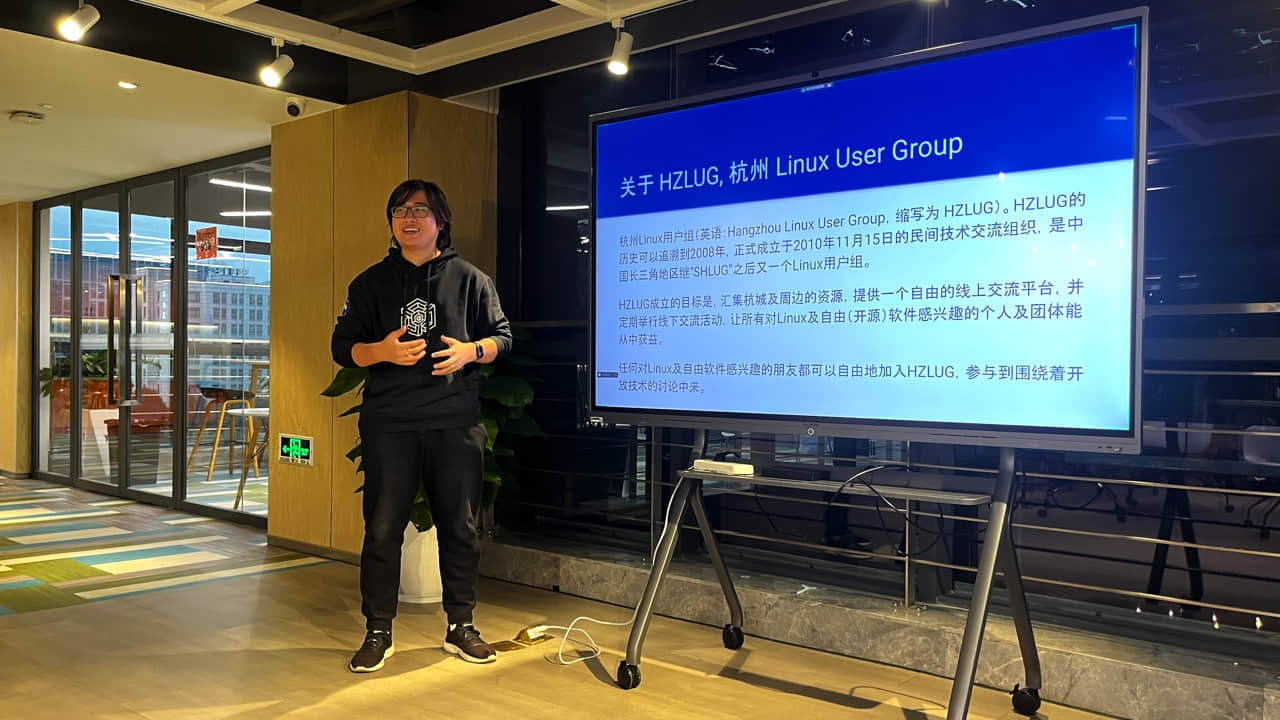 关于 HZLUG, 杭州 Linux User Group
杭州Linux用户组（英语：Hangzhou Linux User Group，缩写为 HZLUG）。HZLUG的
历史可以追溯到2008年, 正式成立于2010年11月15日的民间技术交流组织，是中
国长三角地区继"SHLUG"之后又一个Linux用户组。
HZLUG成立的目标是，汇集杭城及周边的资源，提供一个自由的线上交流平台，并
定期举行线下交流活动，让所有对Linux及自由（开源）软件感兴趣的个人及团体能
从中获益。
任何对Linux及自由软件感兴趣的朋友都可以自由地加入HZLUG，参与到围绕着开
放技术的讨论中来。